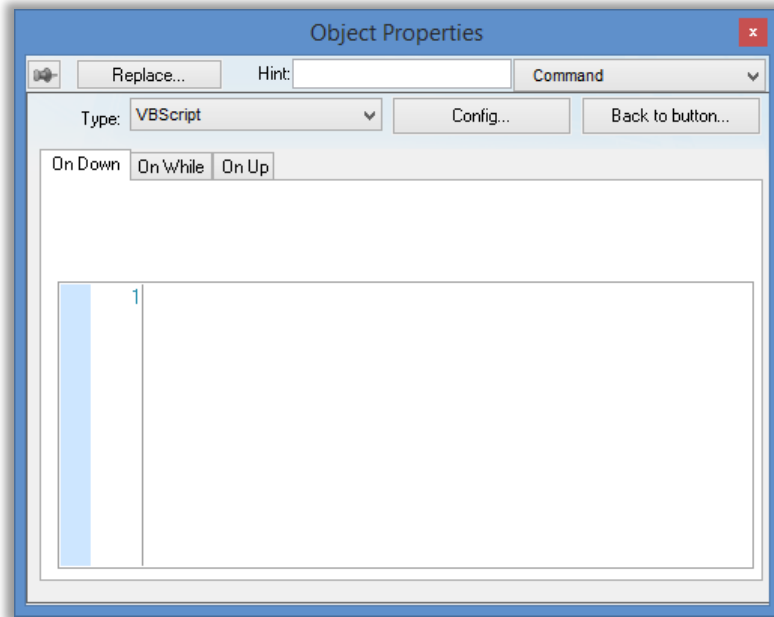 Object Properties
x
Replace... Hint: Command
Type: VBScript Config... Back to button...
On Down On While On Up
1